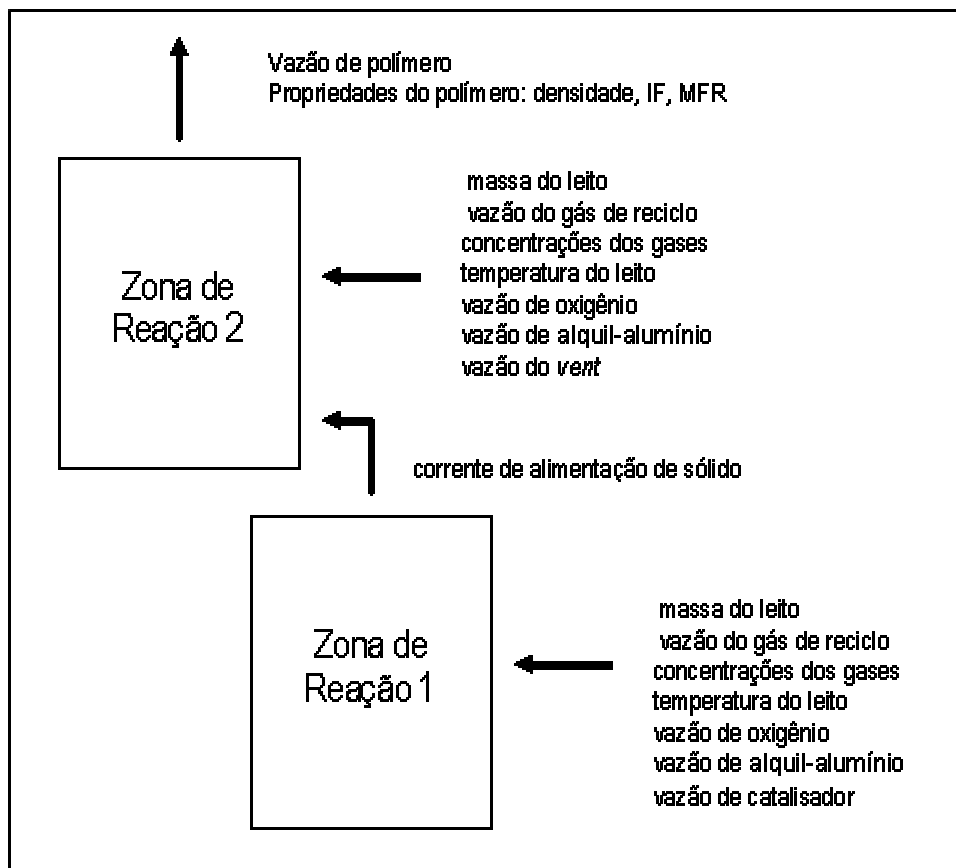 Vazão de polímero
Propriedades do polímero: densidade, IF, MFR
massa do leito
vazão do gás de reciclo
concentrações dos gases
temperatura do leito
vazão de oxigênio
vazão de alquil-alumínio
vazão do vent
Zona de
Reação 2
corrente de alimentação de sólido
Zona de
Reação 1
massa do leito
vazão do gás de reciclo
concentrações dos gases
temperatura do leito
vazão de oxigênio
vazão de alquil-alumínio
vazão de catalisador